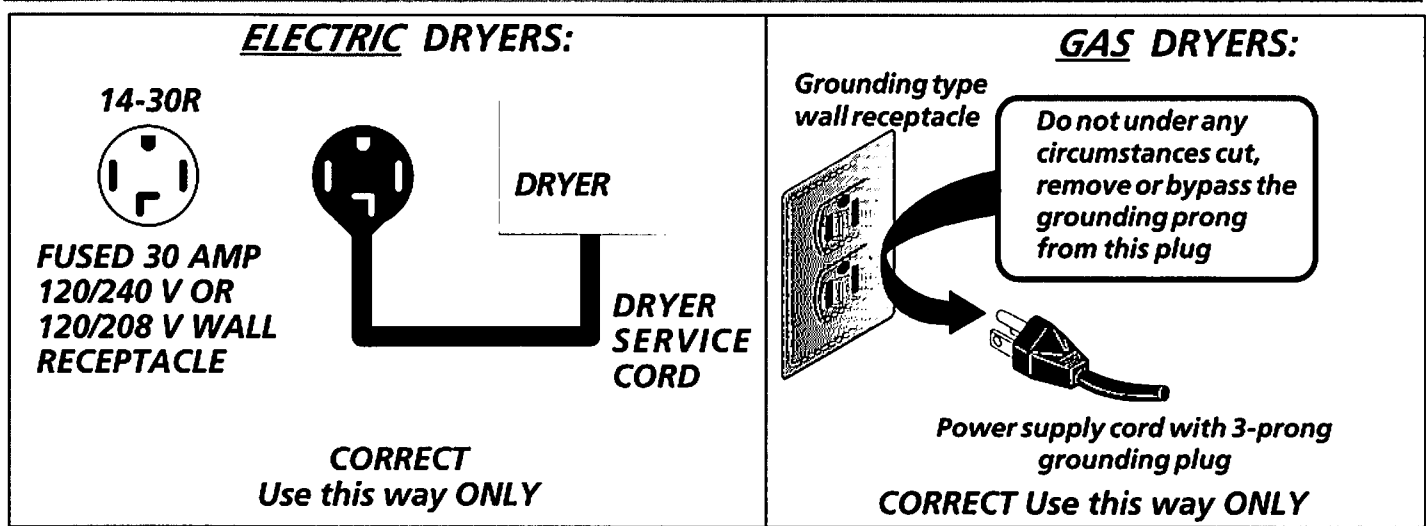 ELECTRIC DRYERS:
14-30R
DRYER
FUSED 30 AMP
120/240 V OR
120/208 V WALL
RECEPTACLE
DRYER
SERVICE
CORD
CORRECT
Use this way ONLY
GAS DRYERS:
Grounding type
wall receptacle
Do not under any
circumstances cut,
remove or bypass the
grounding prong
from this plug
Power supply cord with 3-prong
grounding plug
CORRECT Use this way ONLY